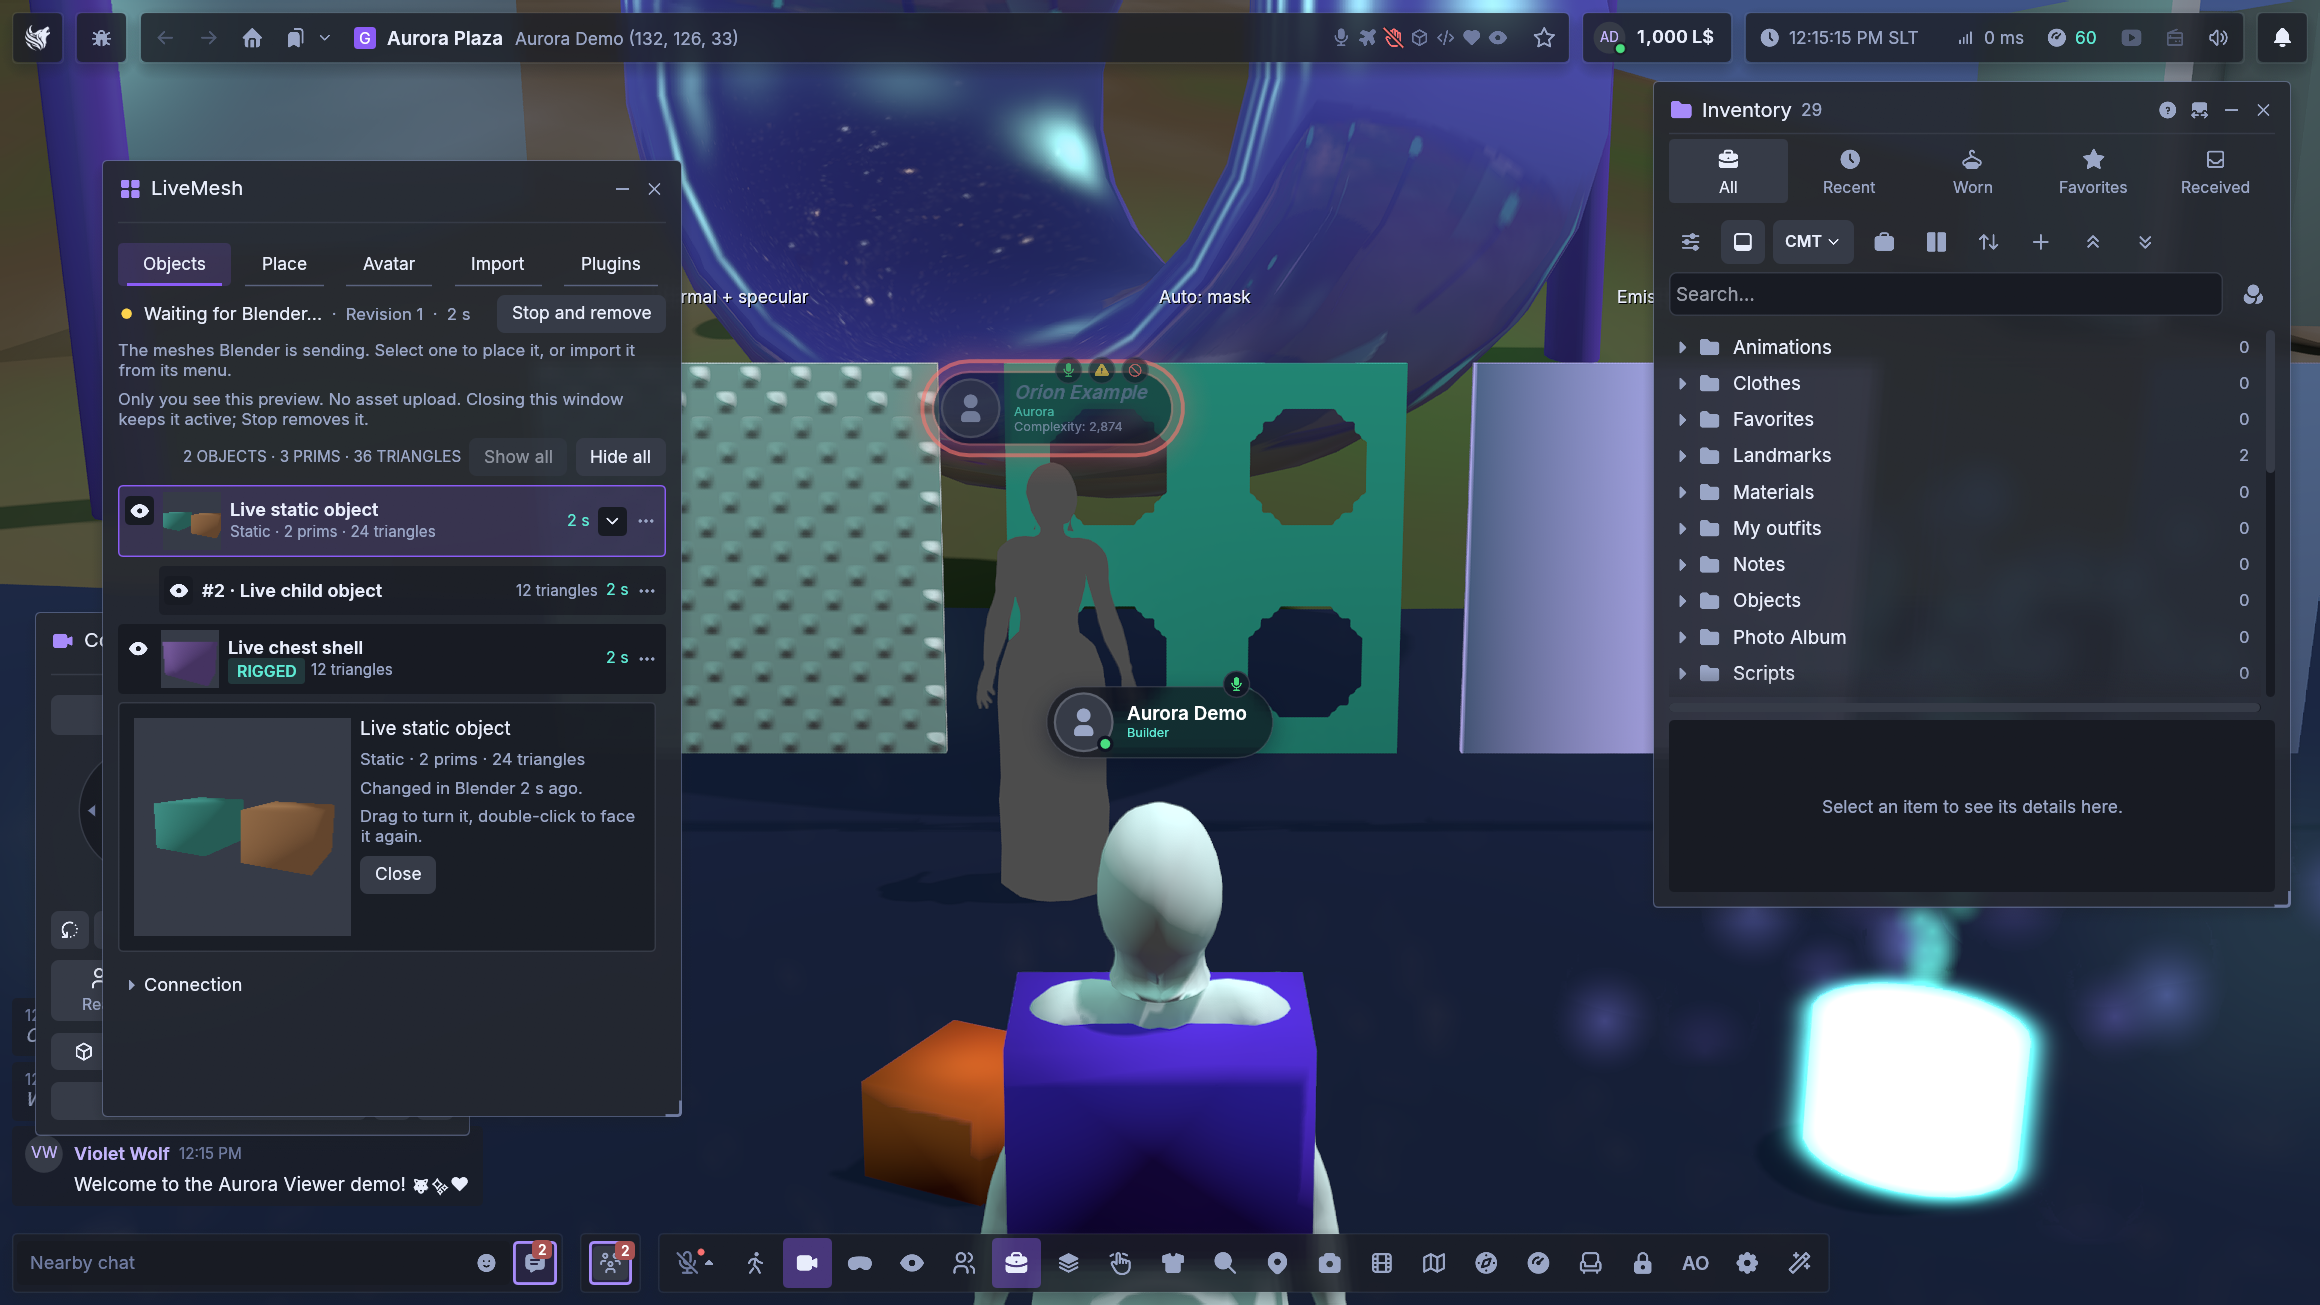 G Aurora Plaza Aurora Demo (132, 126, 33)
AD 1,000 L$
12:15:15 PM SLT 0 ms 60
LiveMesh
Objects Place Avatar Import Plugins
Waiting for Blender... · Revision 1 · 2 s Stop and remove
The meshes Blender is sending. Select one to place it, or import it
from its menu.
Only you see this preview. No asset upload. Closing this window
keeps it active; Stop removes it.
2 OBJECTS · 3 PRIMS · 36 TRIANGLES Show all Hide all
Live static object
Static · 2 prims · 24 triangles
2 s
#2 · Live child object 12 triangles 2 s
Live chest shell
RIGGED 12 triangles
2 s
Live static object
Static · 2 prims · 24 triangles
Changed in Blender 2 s ago.
Drag to turn it, double-click to face
it again.
Close
Connection
rmal + specular
Auto: mask
Emis
Orion Example
Aurora
Complexity: 2,874
Aurora Demo
Builder
Inventory 29
All Recent Worn Favorites Received
CMT
Search...
Animations 0
Clothes 0
Favorites 0
Landmarks 2
Materials 0
My outfits 0
Notes 0
Objects 0
Photo Album 0
Scripts 0
Select an item to see its details here.
VW Violet Wolf 12:15 PM
Welcome to the Aurora Viewer demo!
Nearby chat
2
2
AO